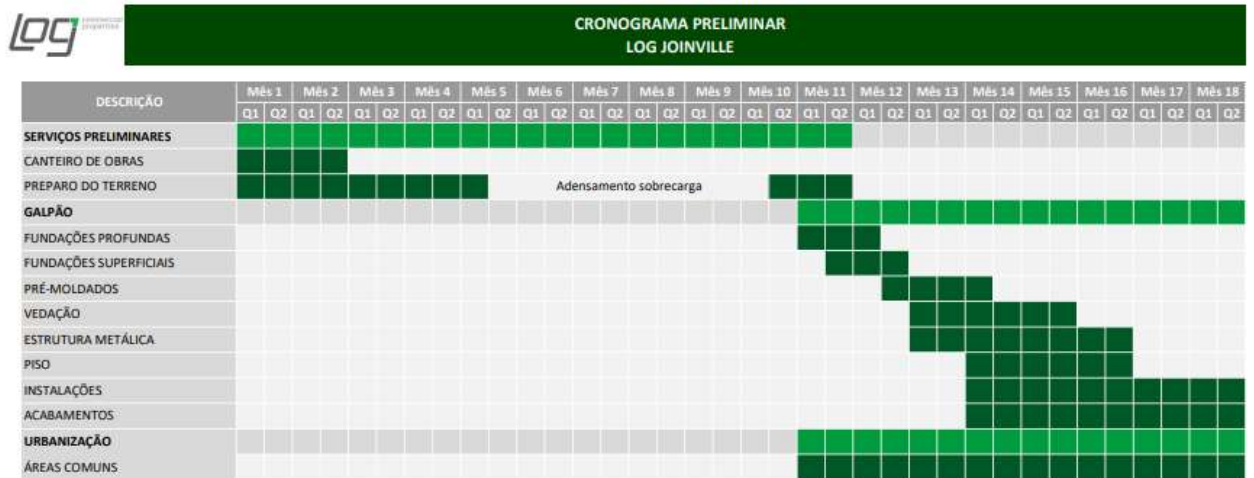 Log commercial properties
CRONOGRAMA PRELIMINAR
LOG JOINVILLE
DESCRIÇÃO Mês 1 Mês 2 Mês 3 Mês 4 Mês 5 Mês 6 Mês 7 Mês 8 Mês 9 Mês 10 Mês 11 Mês 12 Mês 13 Mês 14 Mês 15 Mês 16 Mês 17 Mês 18
Q1 Q2 Q1 Q2 Q1 Q2 Q1 Q2 Q1 Q2 Q1 Q2 Q1 Q2 Q1 Q2 Q1 Q2 Q1 Q2 Q1 Q2 Q1 Q2 Q1 Q2 Q1 Q2 Q1 Q2 Q1 Q2 Q1 Q2 Q1 Q2
SERVIÇOS PRELIMINARES
CANTEIRO DE OBRAS
PREPARO DO TERRENO Adensamento sobrecarga
GALPÃO
FUNDAÇÕES PROFUNDAS
FUNDAÇÕES SUPERFICIAIS
PRÉ-MOLDADOS
VEDAÇÃO
ESTRUTURA METÁLICA
PISO
INSTALAÇÕES
ACABAMENTOS
URBANIZAÇÃO
ÁREAS COMUNS